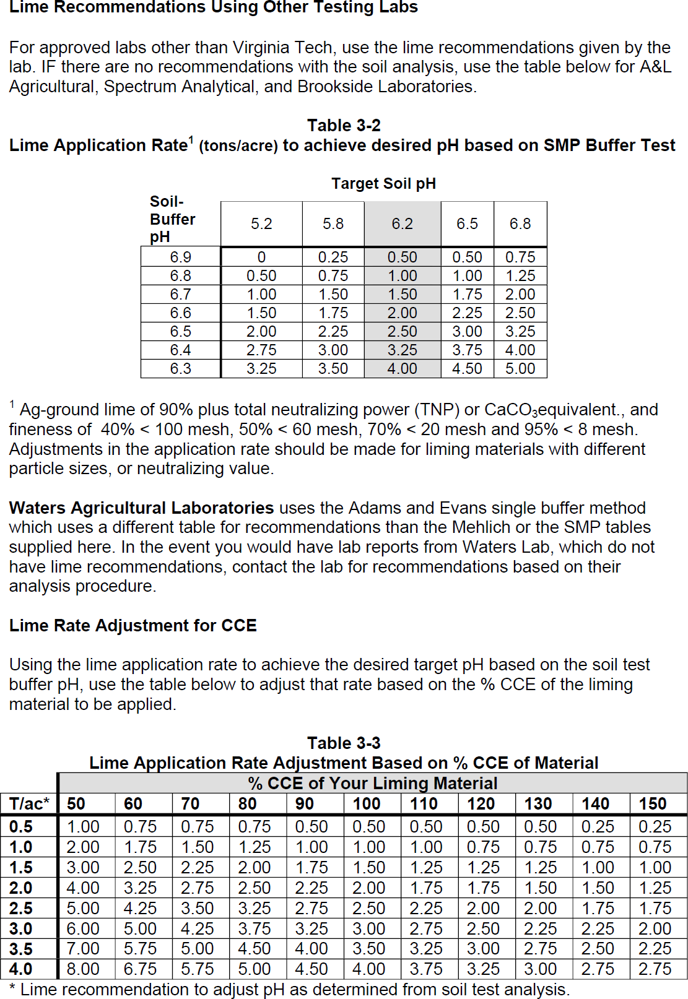 Lime Recommendations Using Other Testing Labs
For approved labs other than Virginia Tech, use the lime recommendations given by the
lab. IF there are no recommendations with the soil analysis, use the table below for A&L
Agricultural, Spectrum Analytical, and Brookside Laboratories.
Table 3-2
Lime Application Rate¹ (tons/acre) to achieve desired pH based on SMP Buffer Test
Target Soil pH
Soil-
Buffer
pH
5.2 5.8 6.2 6.5 6.8
6.9 0 0.25 0.50 0.50 0.75
6.8 0.50 0.75 1.00 1.00 1.25
6.7 1.00 1.50 1.50 1.75 2.00
6.6 1.50 1.75 2.00 2.25 2.50
6.5 2.00 2.25 2.50 3.00 3.25
6.4 2.75 3.00 3.25 3.75 4.00
6.3 3.25 3.50 4.00 4.50 5.00
¹ Ag-ground lime of 90% plus total neutralizing power (TNP) or CaCO₃equivalent., and
fineness of 40% < 100 mesh, 50% < 60 mesh, 70% < 20 mesh and 95% < 8 mesh.
Adjustments in the application rate should be made for liming materials with different
particle sizes, or neutralizing value.
Waters Agricultural Laboratories uses the Adams and Evans single buffer method
which uses a different table for recommendations than the Mehlich or the SMP tables
supplied here. In the event you would have lab reports from Waters Lab, which do not
have lime recommendations, contact the lab for recommendations based on their
analysis procedure.
Lime Rate Adjustment for CCE
Using the lime application rate to achieve the desired target pH based on the soil test
buffer pH, use the table below to adjust that rate based on the % CCE of the liming
material to be applied.
Table 3-3
Lime Application Rate Adjustment Based on % CCE of Material
% CCE of Your Liming Material
T/ac* 50 60 70 80 90 100 110 120 130 140 150
0.5 1.00 0.75 0.75 0.75 0.50 0.50 0.50 0.50 0.50 0.25 0.25
1.0 2.00 1.75 1.50 1.25 1.00 1.00 1.00 0.75 0.75 0.75 0.75
1.5 3.00 2.50 2.25 2.00 1.75 1.50 1.25 1.25 1.25 1.00 1.00
2.0 4.00 3.25 2.75 2.50 2.25 2.00 1.75 1.75 1.50 1.50 1.25
2.5 5.00 4.25 3.50 3.25 2.75 2.50 2.25 2.00 2.00 1.75 1.75
3.0 6.00 5.00 4.25 3.75 3.25 3.00 2.75 2.50 2.25 2.25 2.00
3.5 7.00 5.75 5.00 4.50 4.00 3.50 3.25 3.00 2.75 2.50 2.25
4.0 8.00 6.75 5.75 5.00 4.50 4.00 3.75 3.25 3.00 2.75 2.75
* Lime recommendation to adjust pH as determined from soil test analysis.